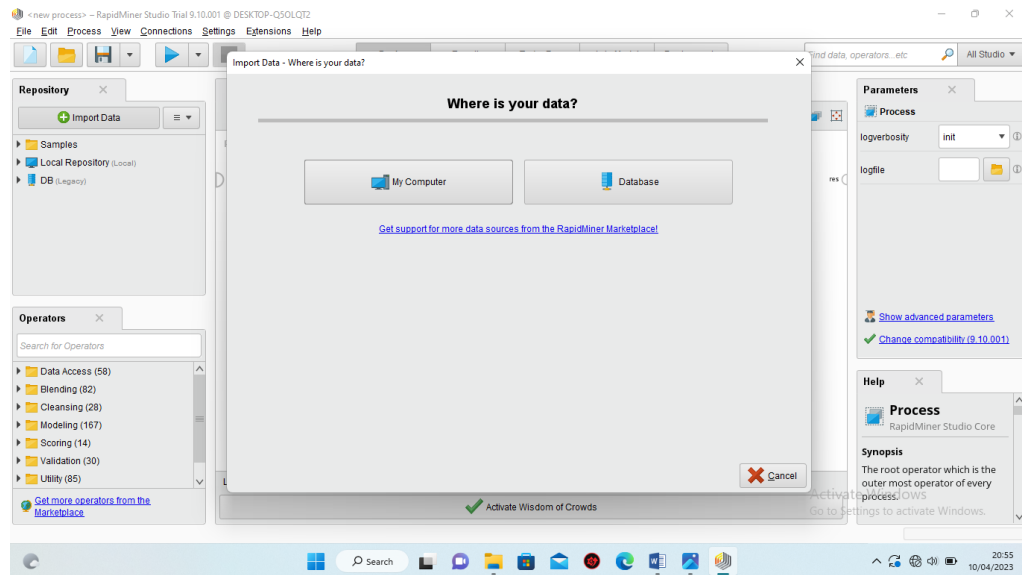 <new process> – RapidMiner Studio Trial 9.10.001 @ DESKTOP-Q5OLQT2
File Edit Process View Connections Settings Extensions Help
Find data, operators...etc
All Studio
Import Data - Where is your data?
Where is your data?
My Computer
Database
Get support for more data sources from the RapidMiner Marketplace!
Cancel
Repository
Import Data
Samples
Local Repository (Local)
DB (Legacy)
Operators
Search for Operators
Data Access (58)
Blending (82)
Cleansing (28)
Modeling (167)
Scoring (14)
Validation (30)
Utility (85)
Get more operators from the
Marketplace
res
Activate Wisdom of Crowds
Parameters
Process
logverbosity
init
logfile
Show advanced parameters
Change compatibility (9.10.001)
Help
Process
RapidMiner Studio Core
Synopsis
The root operator which is the
outer most operator of every
process.
Activate Windows
Go to Settings to activate Windows.
Search
20:55
10/04/2023